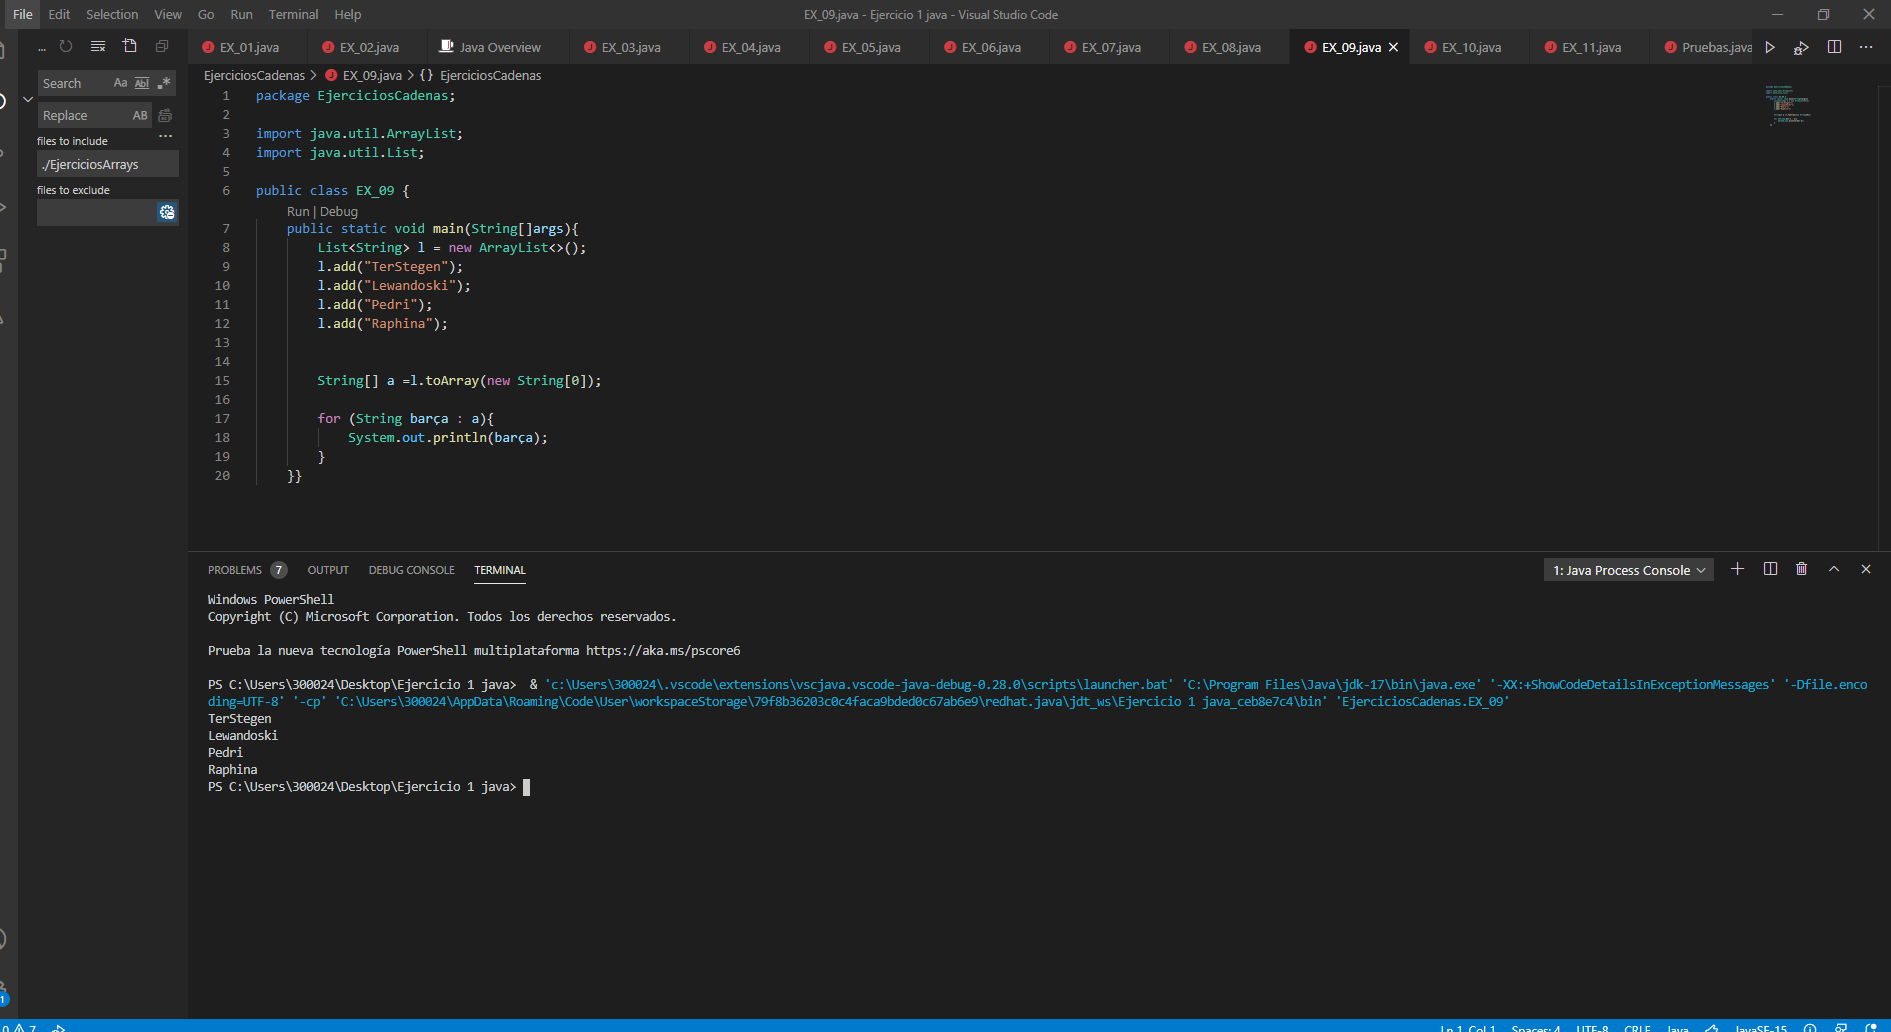 File Edit Selection View Go Run Terminal Help
EX_09.java - Ejercicio 1 java - Visual Studio Code
EX_01.java EX_02.java Java Overview EX_03.java EX_04.java EX_05.java EX_06.java EX_07.java EX_08.java EX_09.java EX_10.java EX_11.java Pruebas.java
EjerciciosCadenas > EX_09.java > {} EjerciciosCadenas
Search Aa Abl .*
Replace AB
...
files to include
./EjerciciosArrays
files to exclude
1 package EjerciciosCadenas;
2
3 import java.util.ArrayList;
4 import java.util.List;
5
6 public class EX_09 {
Run | Debug
7 public static void main(String[]args){
8 List<String> l = new ArrayList<>();
9 l.add("TerStegen");
10 l.add("Lewandoski");
11 l.add("Pedri");
12 l.add("Raphina");
13
14
15 String[] a =l.toArray(new String[0]);
16
17 for (String barça : a){
18 System.out.println(barça);
19 }
20 }}
PROBLEMS 7 OUTPUT DEBUG CONSOLE TERMINAL
1: Java Process Console
Windows PowerShell
Copyright (C) Microsoft Corporation. Todos los derechos reservados.
Prueba la nueva tecnología PowerShell multiplataforma https://aka.ms/pscore6
PS C:\Users\300024\Desktop\Ejercicio 1 java>  & 'c:\Users\300024\.vscode\extensions\vscjava.vscode-java-debug-0.28.0\scripts\launcher.bat' 'C:\Program Files\Java\jdk-17\bin\java.exe' '-XX:+ShowCodeDetailsInExceptionMessages' '-Dfile.enco
ding=UTF-8' '-cp' 'C:\Users\300024\AppData\Roaming\Code\User\workspaceStorage\79f8b36203c0c4faca9bded0c67ab6e9\redhat.java\jdt_ws\Ejercicio 1 java_ceb8e7c4\bin' 'EjerciciosCadenas.EX_09'
TerStegen
Lewandoski
Pedri
Raphina
PS C:\Users\300024\Desktop\Ejercicio 1 java>
1
0 7 Ln 1, Col 1 Spaces: 4 UTF-8 CRLF Java JavaSE-15